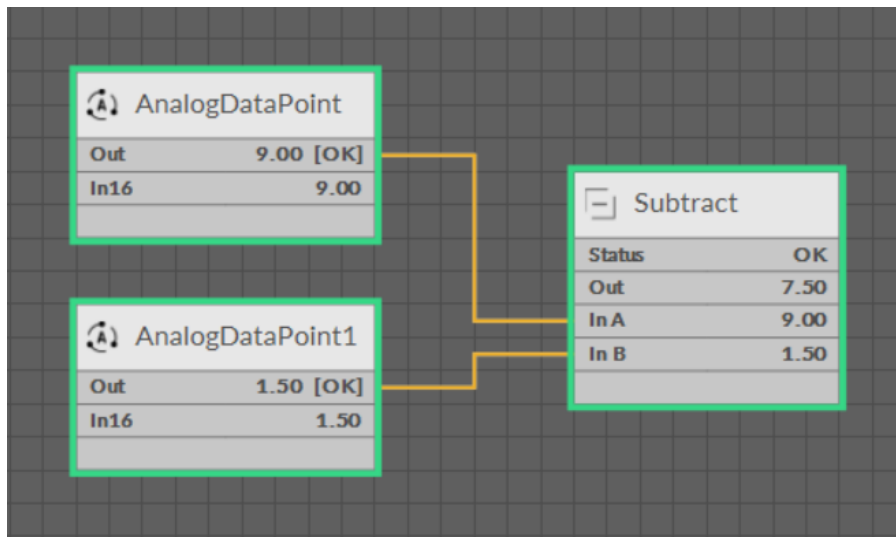 AnalogDataPoint
Out 9.00 [OK]
In16 9.00
AnalogDataPoint1
Out 1.50 [OK]
In16 1.50
Subtract
Status OK
Out 7.50
In A 9.00
In B 1.50